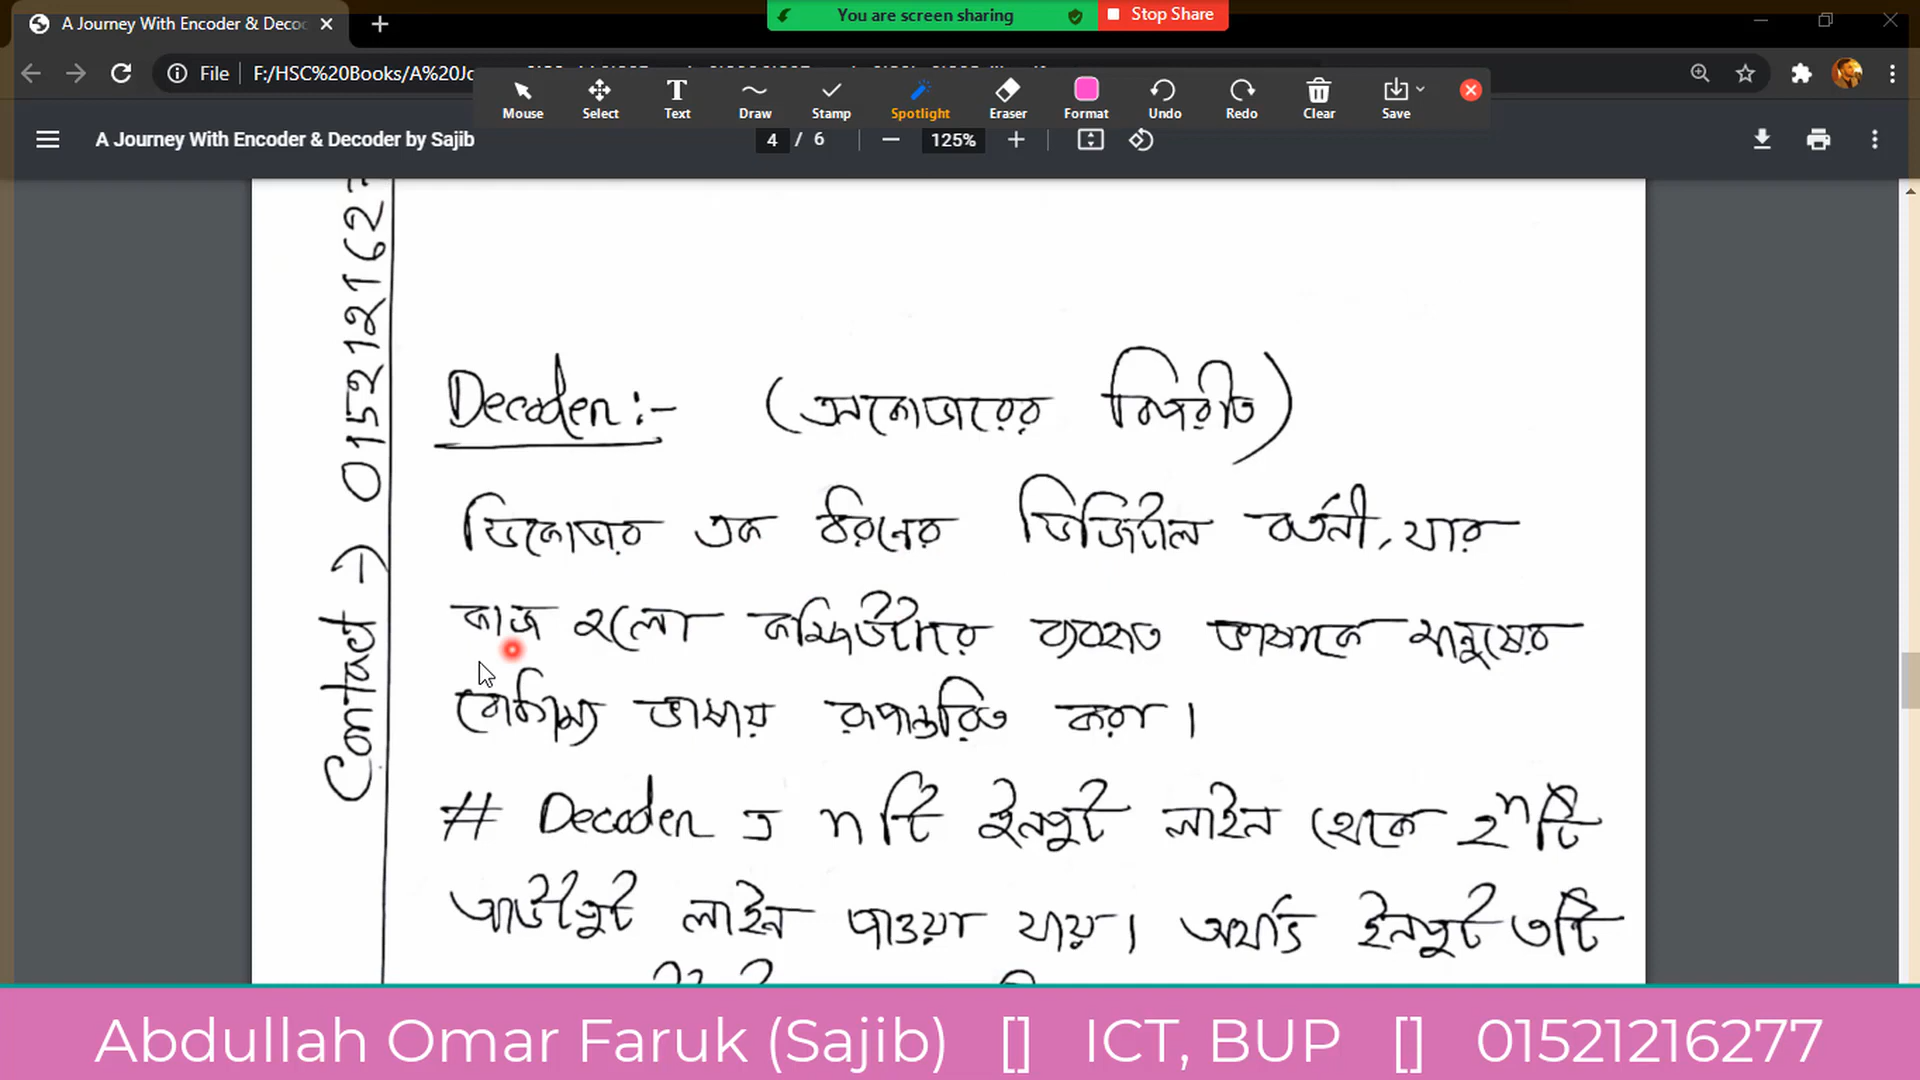 A Journey With Encoder & Deco
You are screen sharing
Stop Share
File
F:/HSC%20Books/A%20Jo
Mouse
Select
Text
Draw
Stamp
Spotlight
Eraser
Format
Undo
Redo
Clear
Save
A Journey With Encoder & Decoder by Sajib
4 / 6
125%
Contact → 0152121627
Decoder:- (এনকোডারের বিপরীত)
ডিকোডার এক ধরনের ডিজিটাল বর্তনী, যার
কাজ হলো কম্পিউটারে ব্যবহৃত ভাষাকে মানুষের
বোধগম্য ভাষায় রূপান্তরিত করা।
# Decoder এ n টি ইনপুট লাইন থেকে 2ⁿ টি
আউটপুট লাইন পাওয়া যায়। অর্থাৎ ইনপুট ৩টি
Abdullah Omar Faruk (Sajib) [] ICT, BUP [] 01521216277